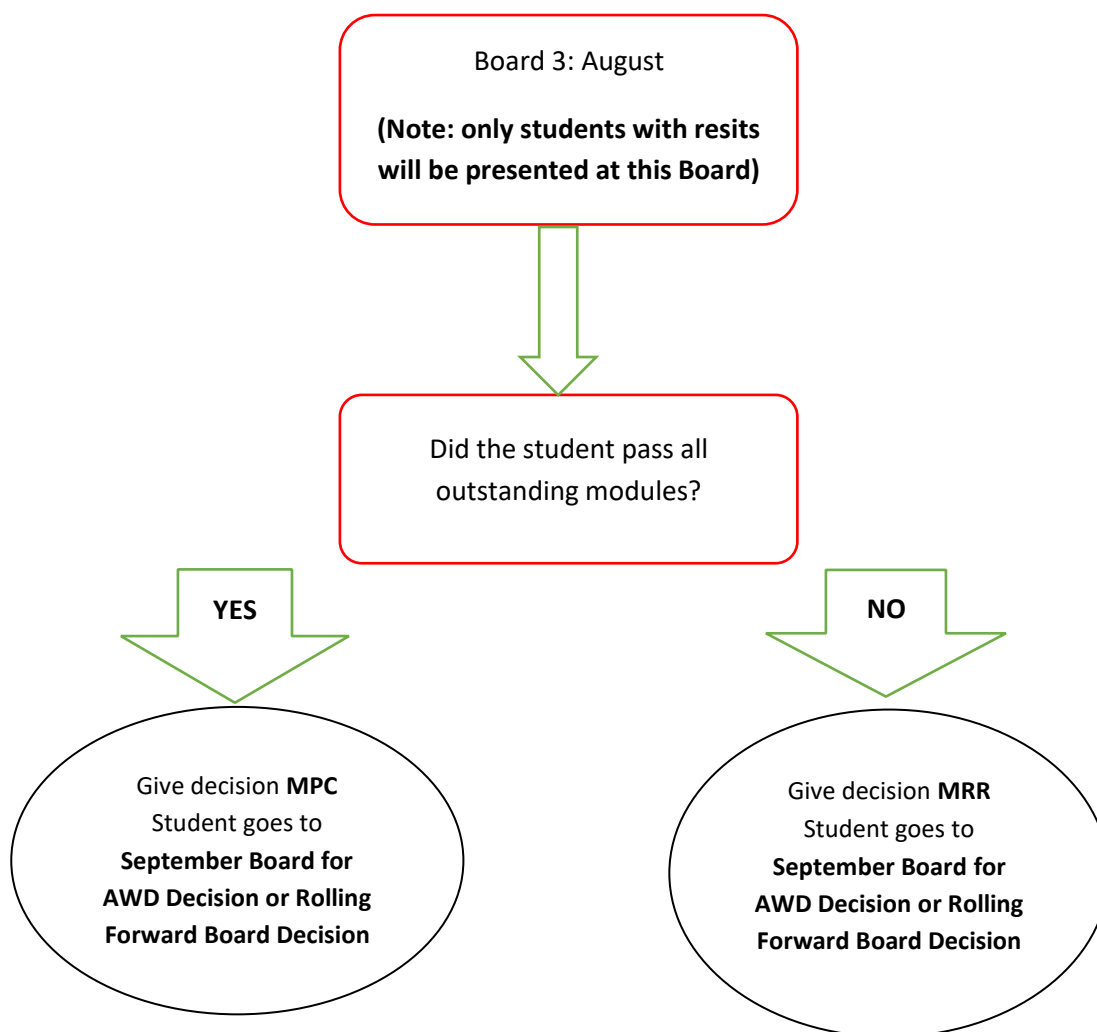 Board 3: August
(Note: only students with resits
will be presented at this Board)
Did the student pass all
outstanding modules?
YES
NO
Give decision MPC
Student goes to
September Board for
AWD Decision or Rolling
Forward Board Decision
Give decision MRR
Student goes to
September Board for
AWD Decision or Rolling
Forward Board Decision